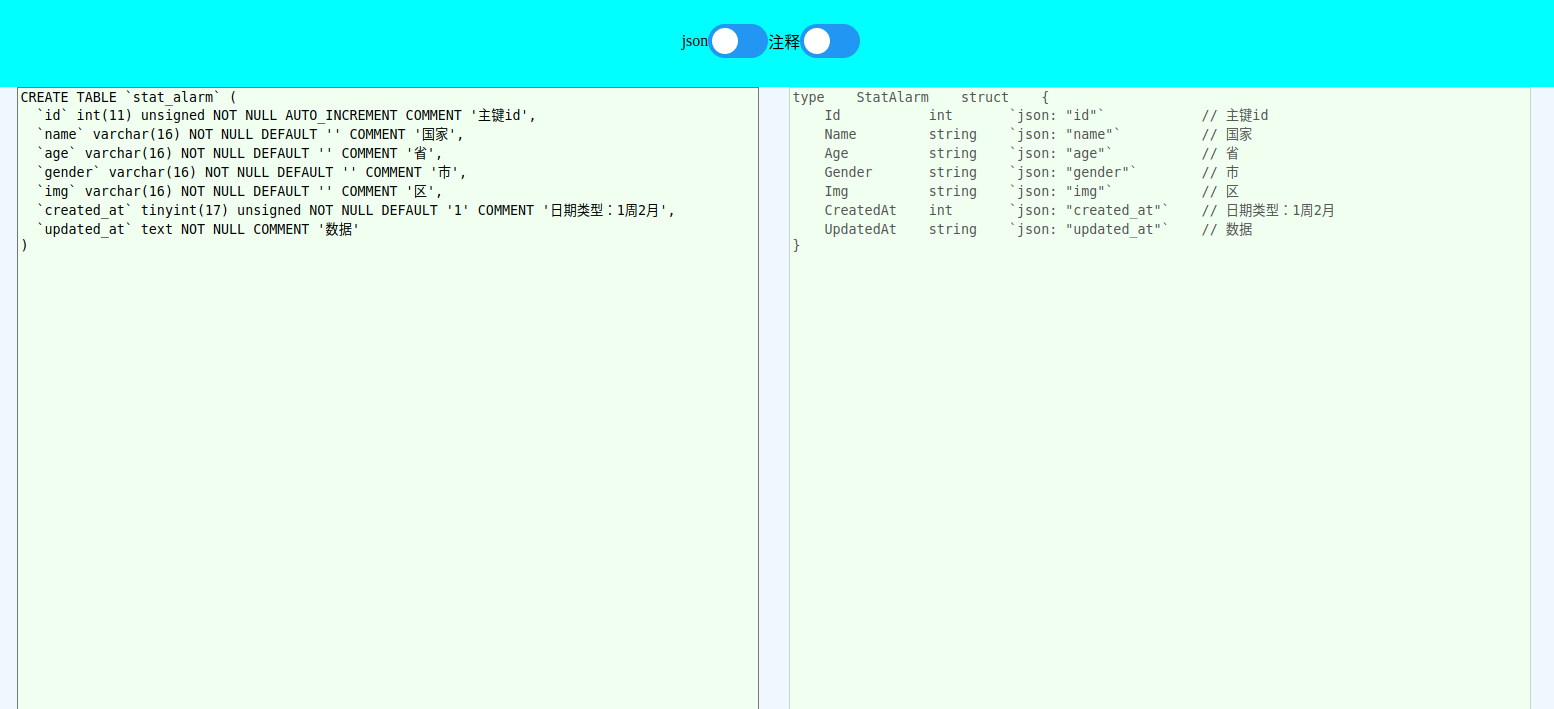 json 注释
CREATE TABLE `stat_alarm` (
  `id` int(11) unsigned NOT NULL AUTO_INCREMENT COMMENT '主键id',
  `name` varchar(16) NOT NULL DEFAULT '' COMMENT '国家',
  `age` varchar(16) NOT NULL DEFAULT '' COMMENT '省',
  `gender` varchar(16) NOT NULL DEFAULT '' COMMENT '市',
  `img` varchar(16) NOT NULL DEFAULT '' COMMENT '区',
  `created_at` tinyint(17) unsigned NOT NULL DEFAULT '1' COMMENT '日期类型：1周2月',
  `updated_at` text NOT NULL COMMENT '数据'
)
type    StatAlarm    struct    {
    Id           int       `json: "id"`            // 主键id
    Name         string    `json: "name"`          // 国家
    Age          string    `json: "age"`           // 省
    Gender       string    `json: "gender"`        // 市
    Img          string    `json: "img"`           // 区
    CreatedAt    int       `json: "created_at"`    // 日期类型：1周2月
    UpdatedAt    string    `json: "updated_at"`    // 数据
}